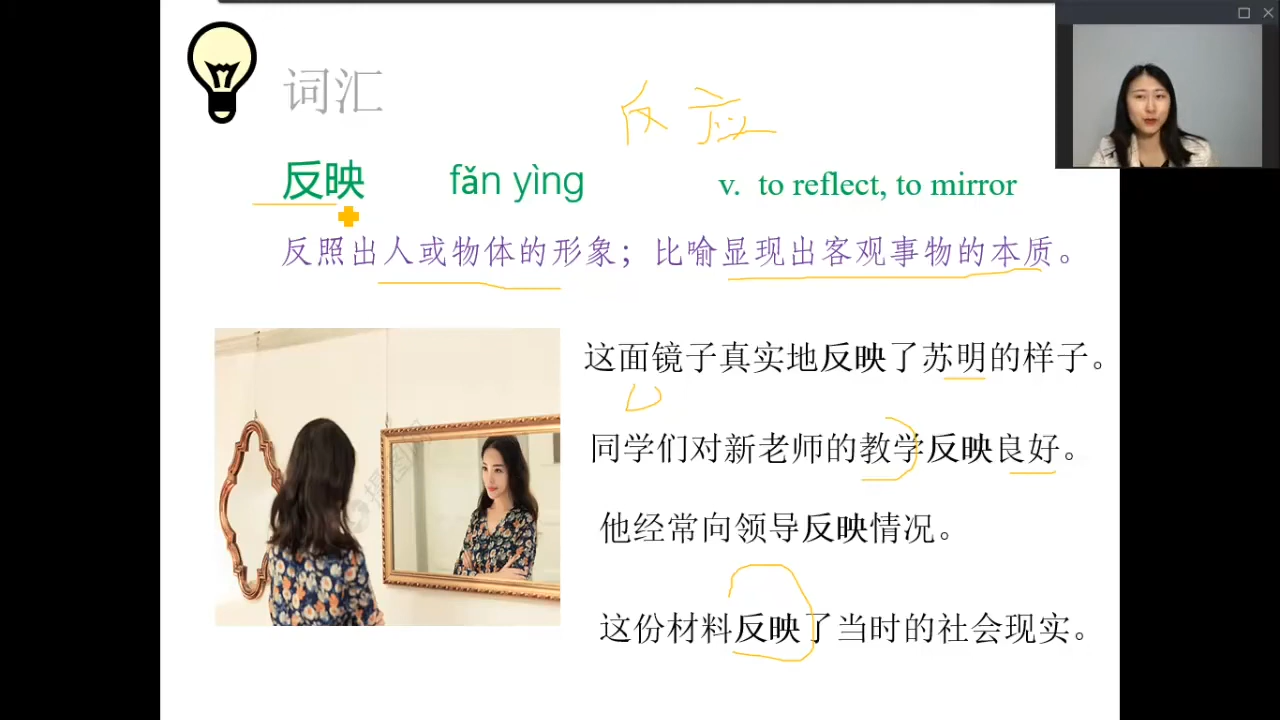 词汇
反应
反映 fǎn yìng v. to reflect, to mirror
反照出人或物体的形象；比喻显现出客观事物的本质。
这面镜子真实地反映了苏明的样子。
同学们对新老师的教学反映良好。
他经常向领导反映情况。
这份材料反映了当时的社会现实。